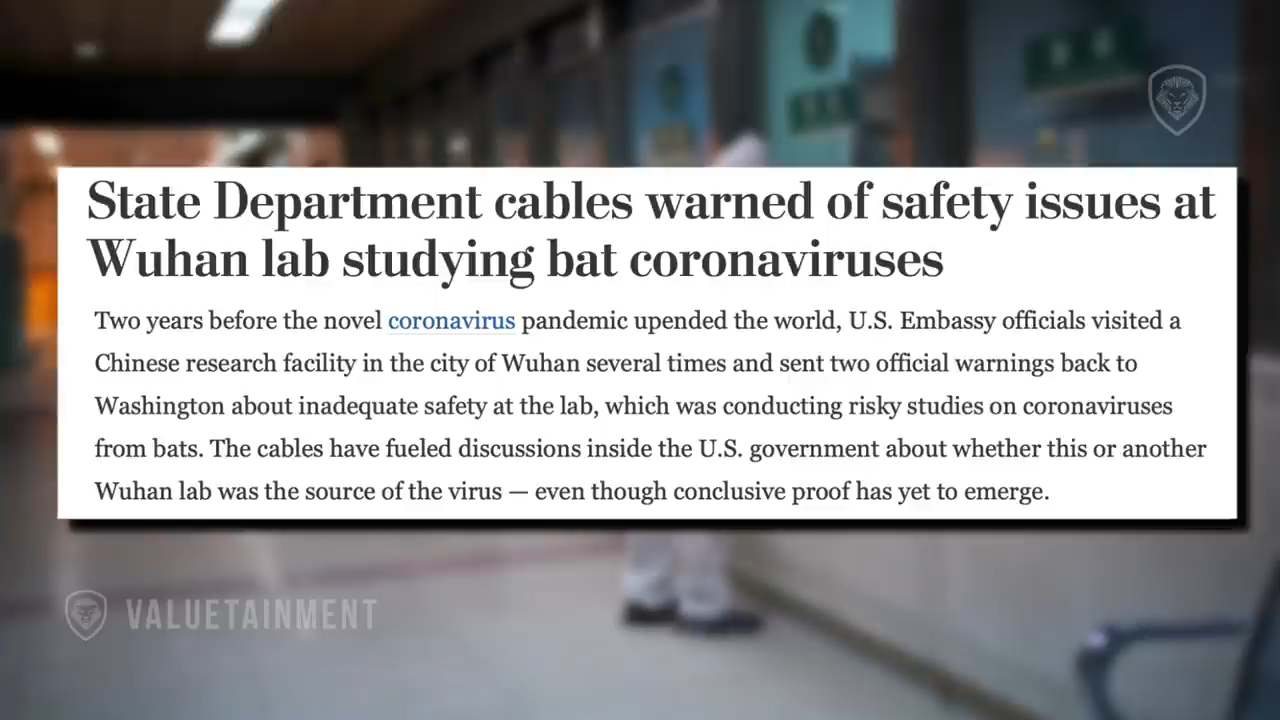 State Department cables warned of safety issues at
Wuhan lab studying bat coronaviruses
Two years before the novel coronavirus pandemic upended the world, U.S. Embassy officials visited a
Chinese research facility in the city of Wuhan several times and sent two official warnings back to
Washington about inadequate safety at the lab, which was conducting risky studies on coronaviruses
from bats. The cables have fueled discussions inside the U.S. government about whether this or another
Wuhan lab was the source of the virus — even though conclusive proof has yet to emerge.
VALUETAINMENT